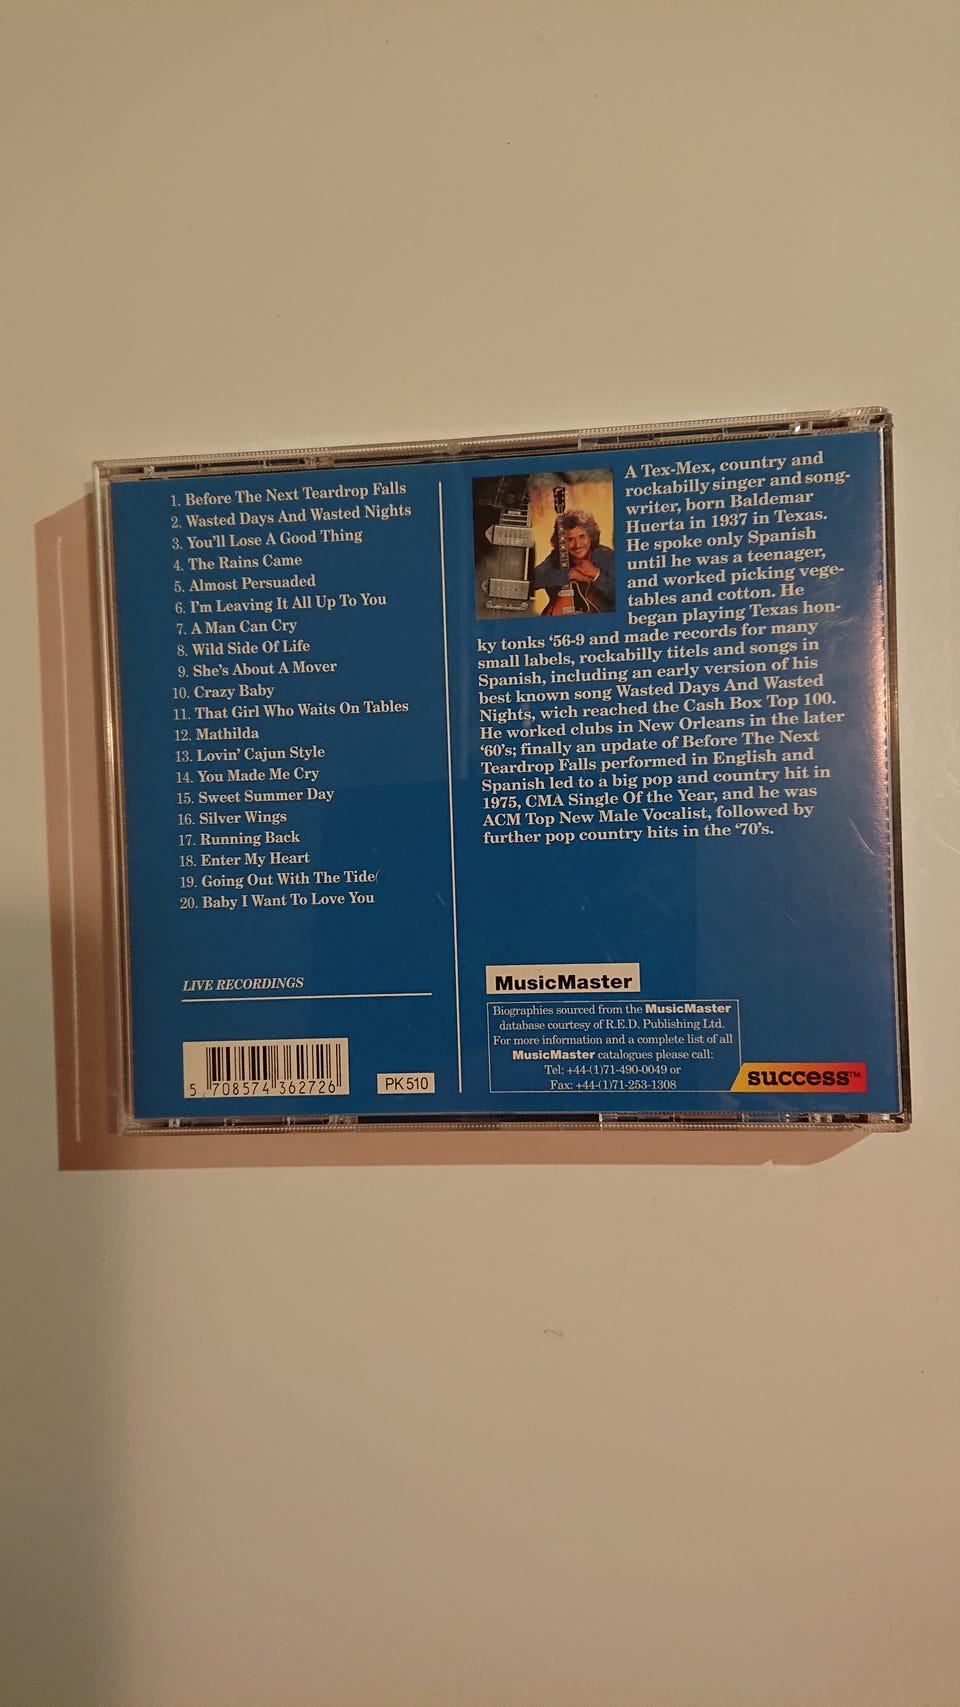 1. Before The Next Teardrop Falls
2. Wasted Days And Wasted Nights
3. You'll Lose A Good Thing
4. The Rains Came
5. Almost Persuaded
6. I'm Leaving It All Up To You
7. A Man Can Cry
8. Wild Side Of Life
9. She's About A Mover
10. Crazy Baby
11. That Girl Who Waits On Tables
12. Mathilda
13. Lovin' Cajun Style
14. You Made Me Cry
15. Sweet Summer Day
16. Silver Wings
17. Running Back
18. Enter My Heart
19. Going Out With The Tide(
20. Baby I Want To Love You
LIVE RECORDINGS
5 708574 362726
PK 510
A Tex-Mex, country and
rockabilly singer and song-
writer, born Baldemar
Huerta in 1937 in Texas.
He spoke only Spanish
until he was a teenager,
and worked picking vege-
tables and cotton. He
began playing Texas hon-
ky tonks '56-9 and made records for many
small labels, rockabilly titels and songs in
Spanish, including an early version of his
best known song Wasted Days And Wasted
Nights, wich reached the Cash Box Top 100.
He worked clubs in New Orleans in the later
'60's; finally an update of Before The Next
Teardrop Falls performed in English and
Spanish led to a big pop and country hit in
1975, CMA Single Of the Year, and he was
ACM Top New Male Vocalist, followed by
further pop country hits in the '70's.
MusicMaster
Biographies sourced from the MusicMaster
database courtesy of R.E.D. Publishing Ltd.
For more information and a complete list of all
MusicMaster catalogues please call:
Tel: +44-(1)71-490-0049 or
Fax: +44-(1)71-253-1308
success™